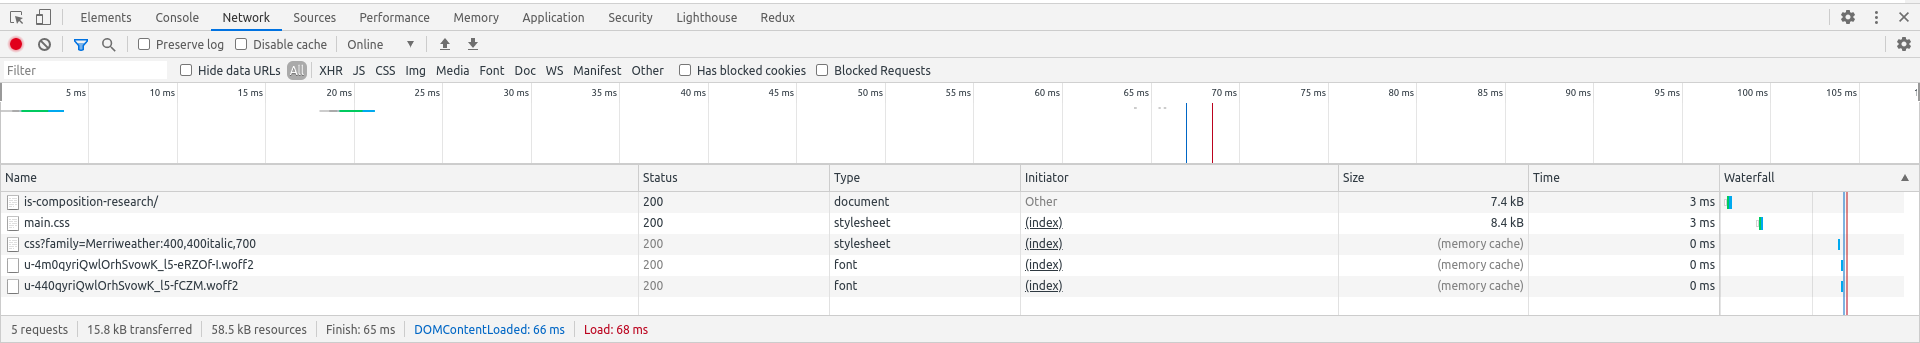 Elements Console Network Sources Performance Memory Application Security Lighthouse Redux
Preserve log Disable cache Online
Filter Hide data URLs All XHR JS CSS Img Media Font Doc WS Manifest Other Has blocked cookies Blocked Requests
5 ms 10 ms 15 ms 20 ms 25 ms 30 ms 35 ms 40 ms 45 ms 50 ms 55 ms 60 ms 65 ms 70 ms 75 ms 80 ms 85 ms 90 ms 95 ms 100 ms 105 ms
Name Status Type Initiator Size Time Waterfall
is-composition-research/ 200 document Other 7.4 kB 3 ms
main.css 200 stylesheet (index) 8.4 kB 3 ms
css?family=Merriweather:400,400italic,700 200 stylesheet (index) (memory cache) 0 ms
u-4m0qyriQwlOrhSvowK_l5-eRZOf-I.woff2 200 font (index) (memory cache) 0 ms
u-440qyriQwlOrhSvowK_l5-fCZM.woff2 200 font (index) (memory cache) 0 ms
5 requests 15.8 kB transferred 58.5 kB resources Finish: 65 ms DOMContentLoaded: 66 ms Load: 68 ms